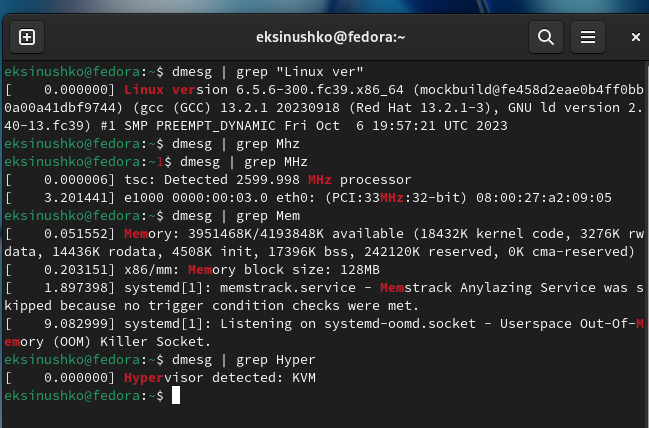 eksinushko@fedora:~
eksinushko@fedora:~$ dmesg | grep "Linux ver"
[    0.000000] Linux version 6.5.6-300.fc39.x86_64 (mockbuild@fe458d2eae0b4ff0bb
0a00a41dbf9744) (gcc (GCC) 13.2.1 20230918 (Red Hat 13.2.1-3), GNU ld version 2.
40-13.fc39) #1 SMP PREEMPT_DYNAMIC Fri Oct  6 19:57:21 UTC 2023
eksinushko@fedora:~$ dmesg | grep Mhz
eksinushko@fedora:~1$ dmesg | grep MHz
[    0.000006] tsc: Detected 2599.998 MHz processor
[    3.201441] e1000 0000:00:03.0 eth0: (PCI:33MHz:32-bit) 08:00:27:a2:09:05
eksinushko@fedora:~$ dmesg | grep Mem
[    0.051552] Memory: 3951468K/4193848K available (18432K kernel code, 3276K rw
data, 14436K rodata, 4508K init, 17396K bss, 242120K reserved, 0K cma-reserved)
[    0.203151] x86/mm: Memory block size: 128MB
[    1.897398] systemd[1]: memstrack.service - Memstrack Anylazing Service was s
kipped because no trigger condition checks were met.
[    9.082999] systemd[1]: Listening on systemd-oomd.socket - Userspace Out-Of-M
emory (OOM) Killer Socket.
eksinushko@fedora:~$ dmesg | grep Hyper
[    0.000000] Hypervisor detected: KVM
eksinushko@fedora:~$